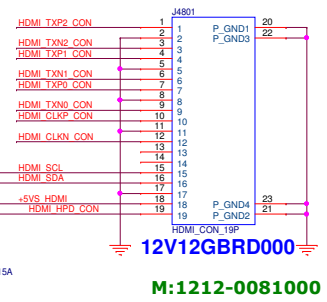 J4801
HDMI_TXP2_CON 1 1 P_GND1 20
2 2 P_GND3 22
HDMI_TXN2_CON 3 3
HDMI_TXP1_CON 4 4
5 5
HDMI_TXN1_CON 6 6
HDMI_TXP0_CON 7 7
8 8
HDMI_TXN0_CON 9 9
HDMI_CLKP_CON 10 10
11 11
HDMI_CLKN_CON 12 12
13 13
14 14
HDMI_SCL 15 15
HDMI_SDA 16 16
17 17
+5VS_HDMI 18 18 P_GND4 23
HDMI_HPD_CON 19 19 P_GND2 21
HDMI_CON_19P
12V12GBRD000
15A
M:1212-0081000